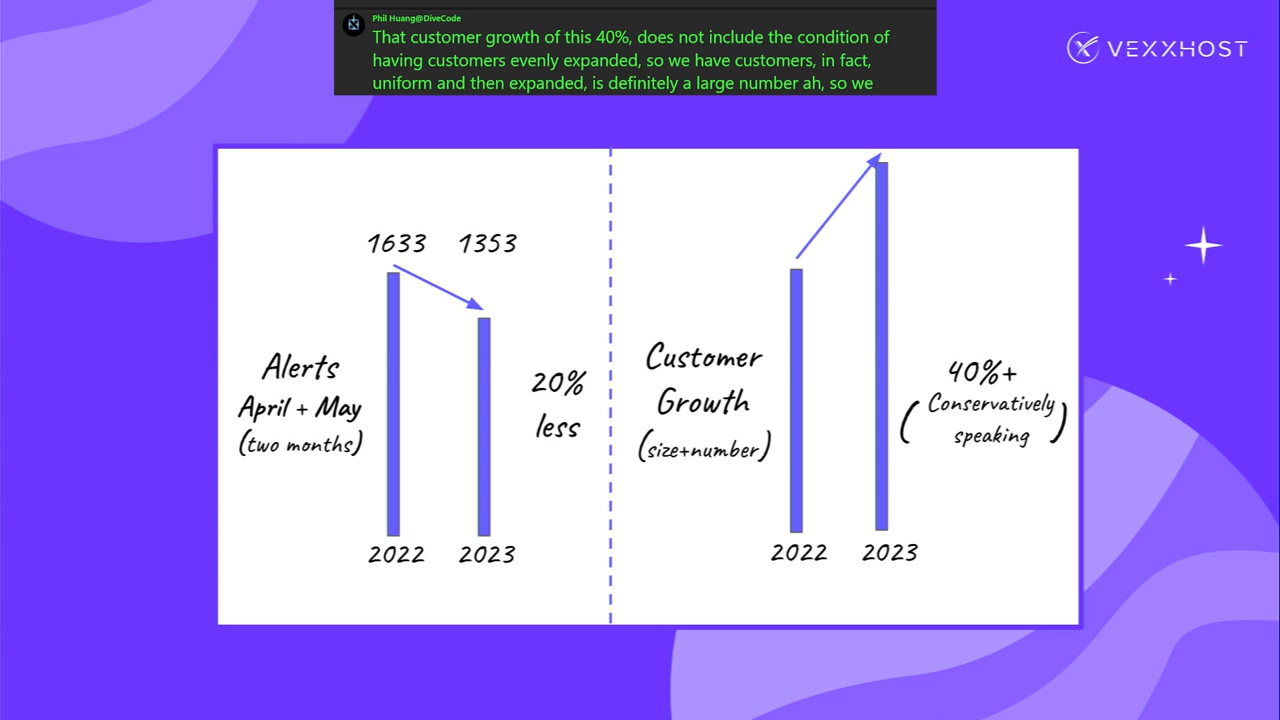 Phil Huang@DiveCode
That customer growth of this 40%, does not include the condition of
having customers evenly expanded, so we have customers, in fact,
uniform and then expanded, is definitely a large number ah, so we
VEXXHOST
1633 1353
Alerts
April + May
(two months)
20%
less
2022 2023
Customer
Growth
(size+number)
40%+
(Conservatively
speaking)
2022 2023